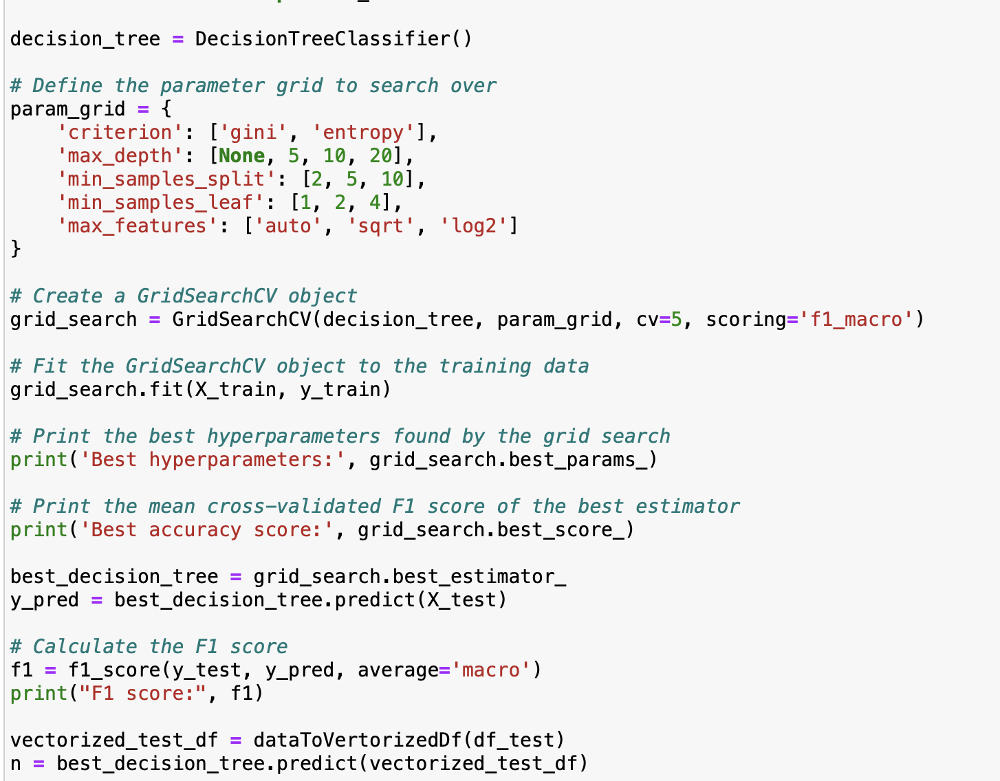 decision_tree = DecisionTreeClassifier()
# Define the parameter grid to search over
param_grid = {
    'criterion': ['gini', 'entropy'],
    'max_depth': [None, 5, 10, 20],
    'min_samples_split': [2, 5, 10],
    'min_samples_leaf': [1, 2, 4],
    'max_features': ['auto', 'sqrt', 'log2']
}
# Create a GridSearchCV object
grid_search = GridSearchCV(decision_tree, param_grid, cv=5, scoring='f1_macro')
# Fit the GridSearchCV object to the training data
grid_search.fit(X_train, y_train)
# Print the best hyperparameters found by the grid search
print('Best hyperparameters:', grid_search.best_params_)
# Print the mean cross-validated F1 score of the best estimator
print('Best accuracy score:', grid_search.best_score_)
best_decision_tree = grid_search.best_estimator_
y_pred = best_decision_tree.predict(X_test)
# Calculate the F1 score
f1 = f1_score(y_test, y_pred, average='macro')
print("F1 score:", f1)
vectorized_test_df = dataToVertorizedDf(df_test)
n = best_decision_tree.predict(vectorized_test_df)